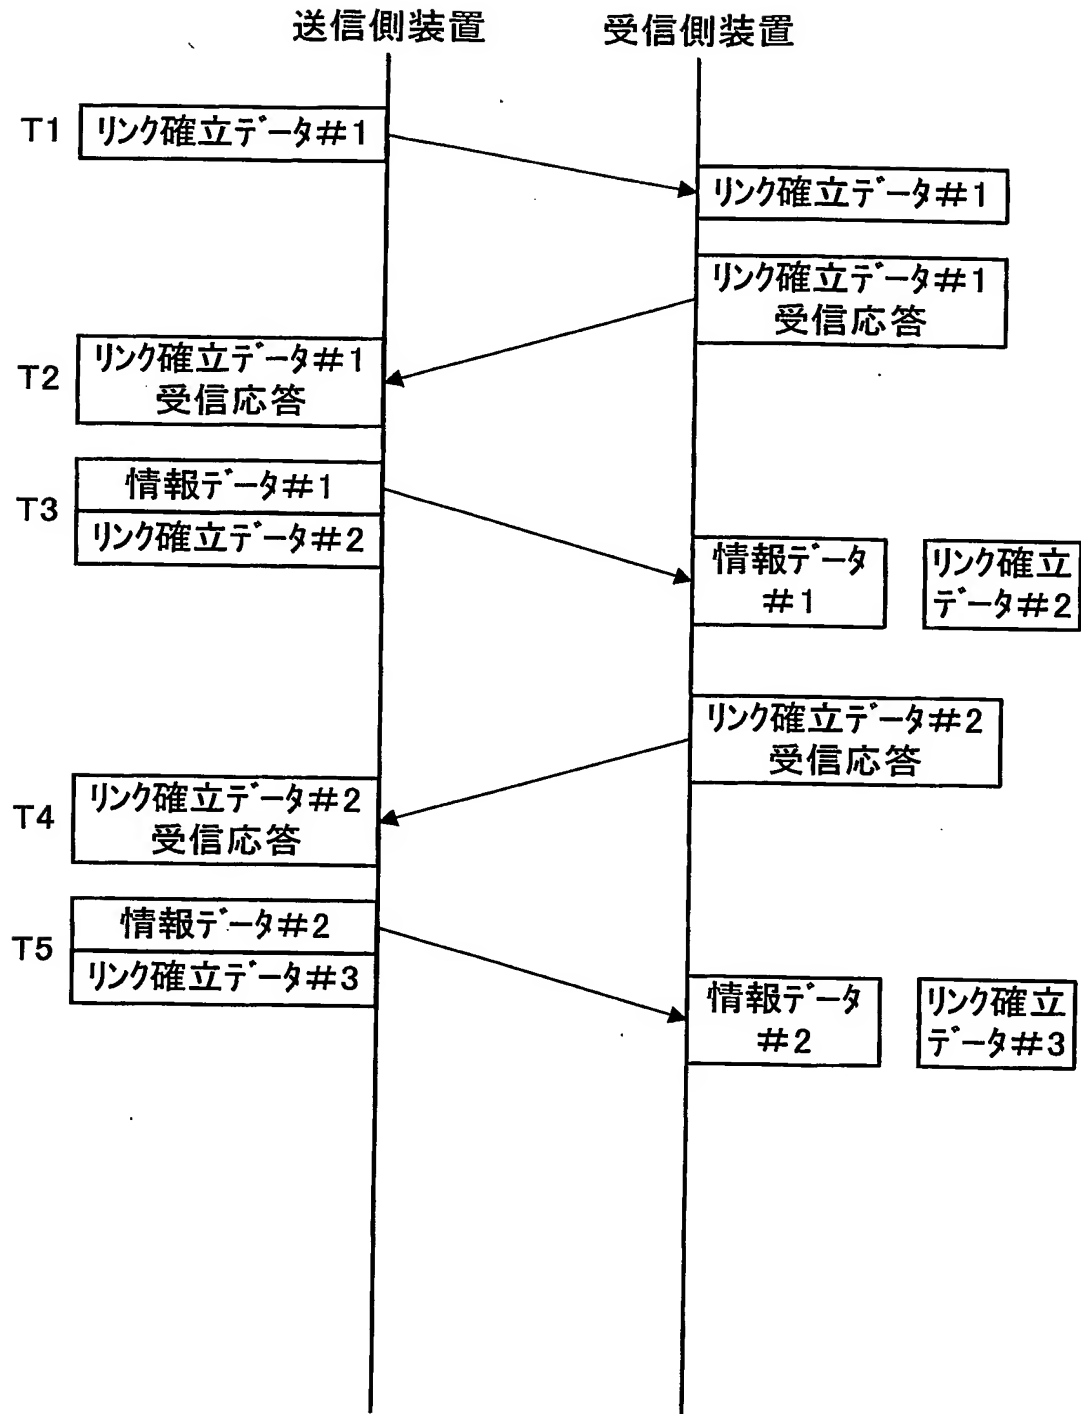 送信側装置
受信側装置
T1
リンク確立データ#1
リンク確立データ#1
リンク確立データ#1
受信応答
T2
リンク確立データ#1
受信応答
T3
情報データ#1
リンク確立データ#2
情報データ
#1
リンク確立
データ#2
リンク確立データ#2
受信応答
T4
リンク確立データ#2
受信応答
T5
情報データ#2
リンク確立データ#3
情報データ
#2
リンク確立
データ#3